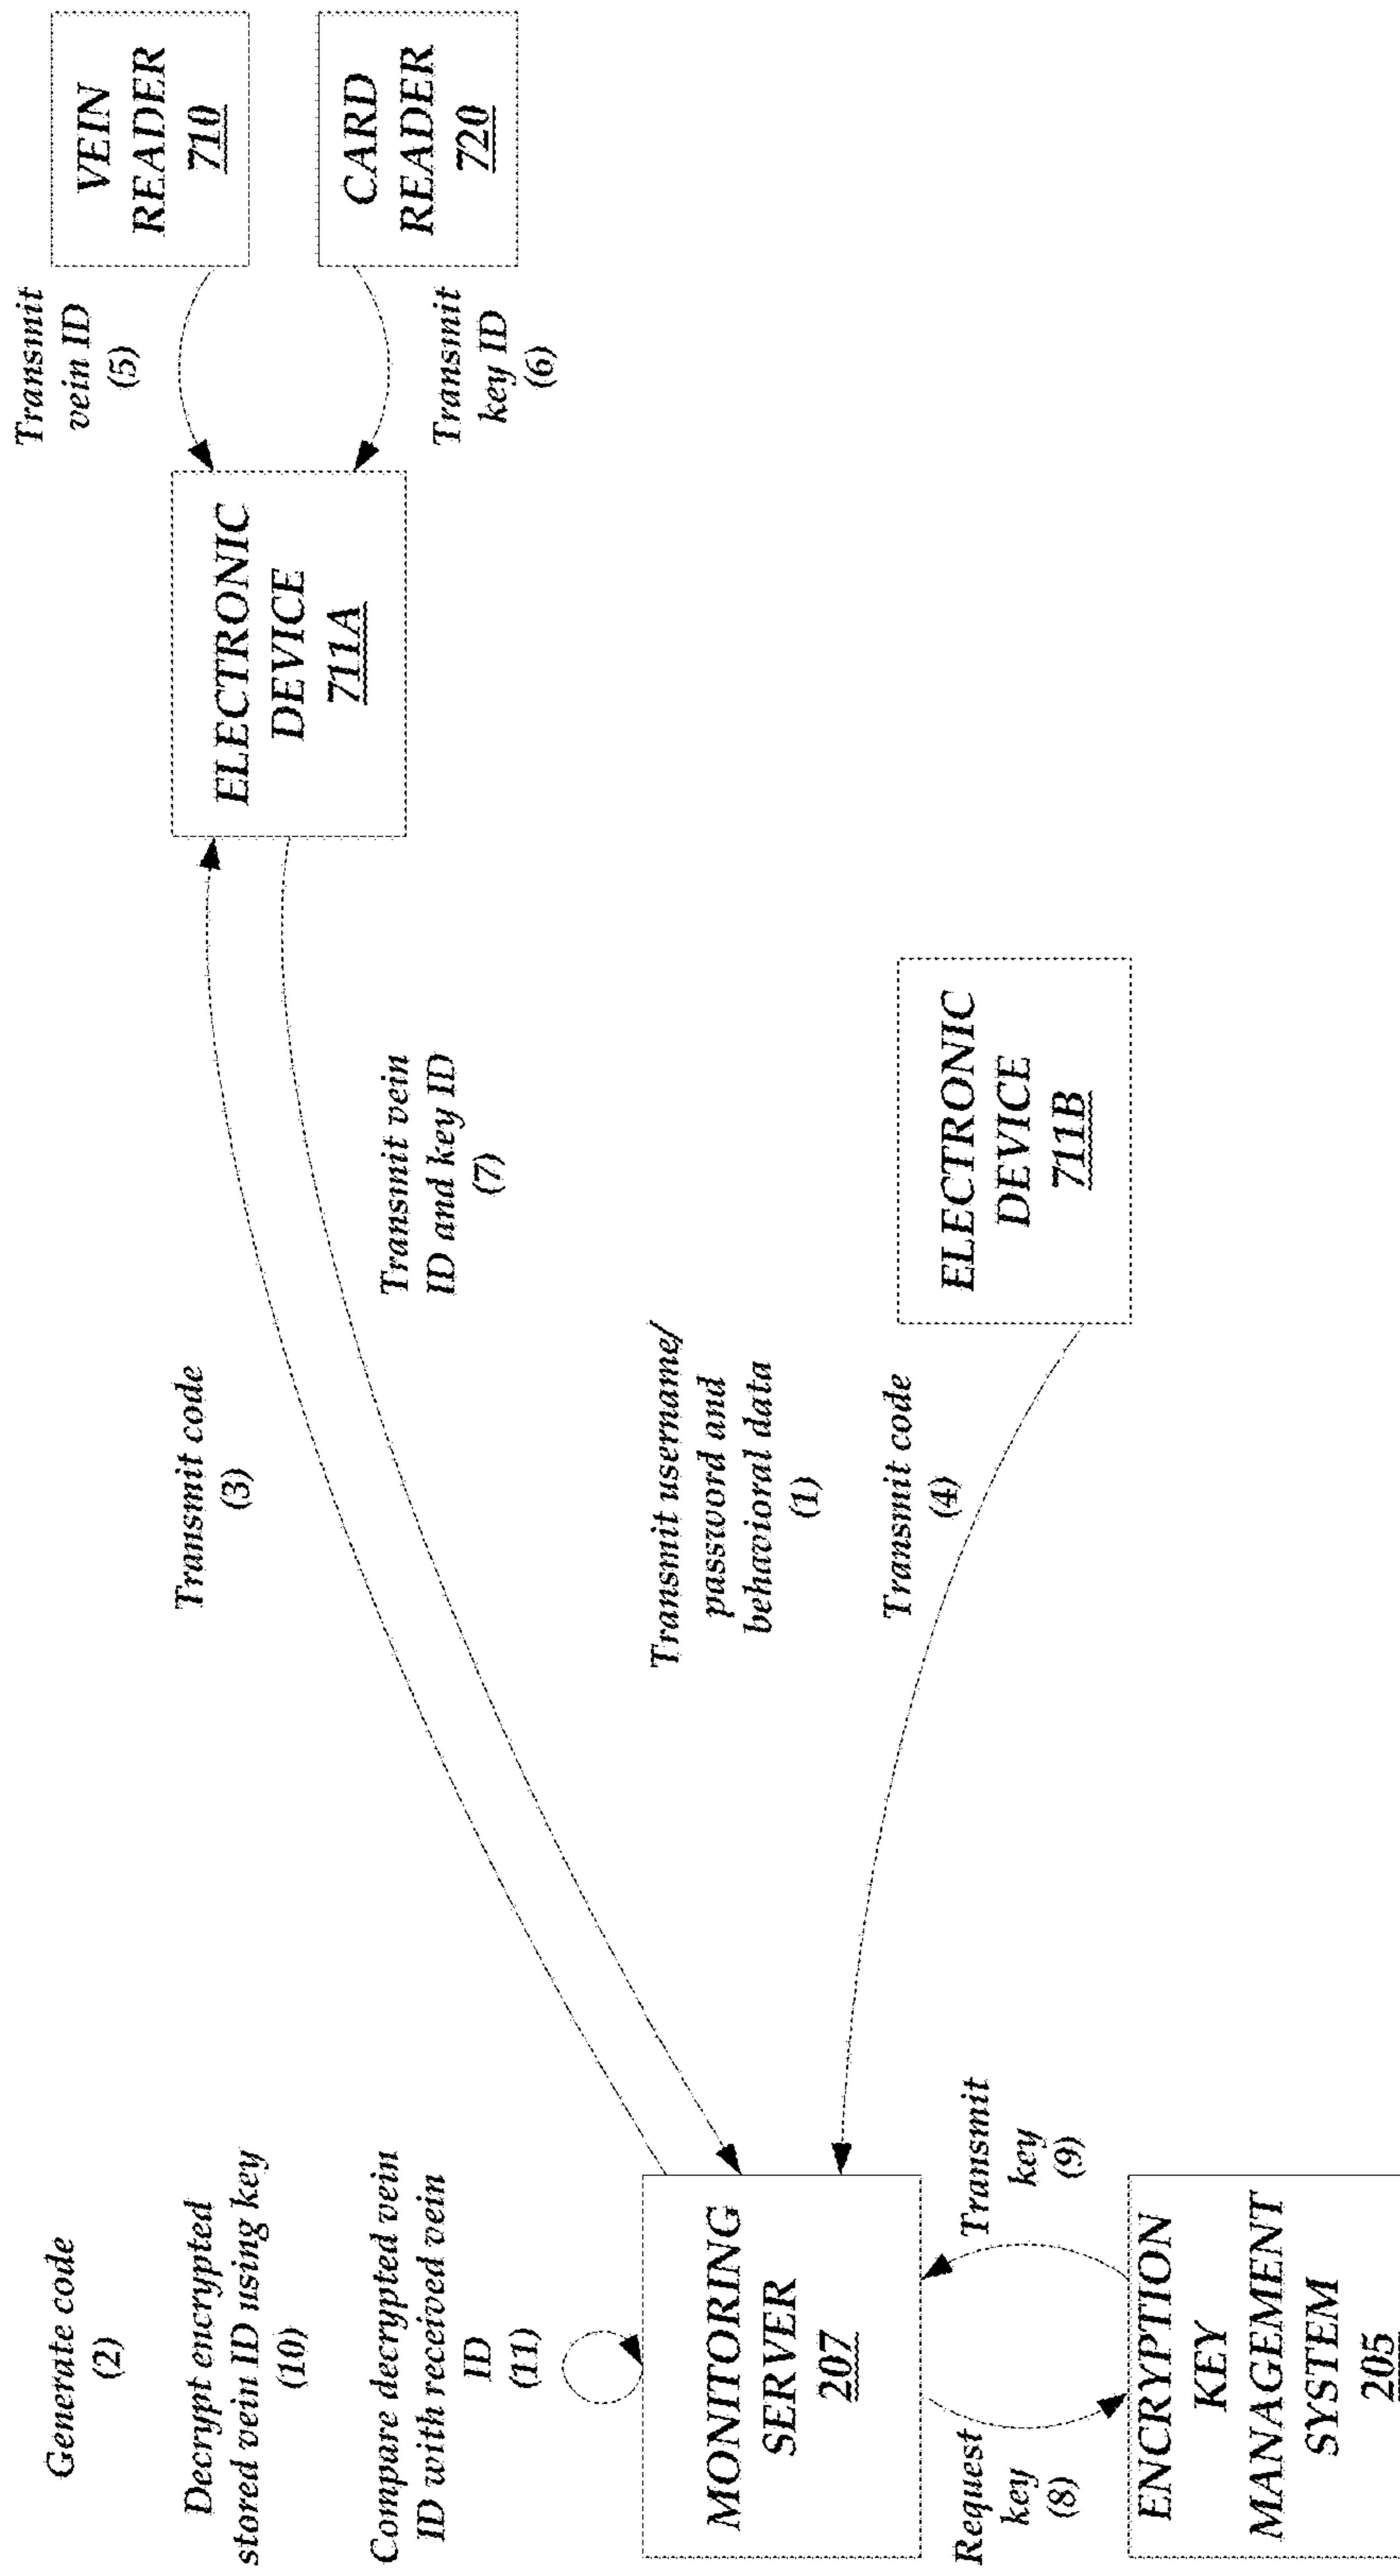 Generate code
(2)
Decrypt encrypted
stored vein ID using key
(10)
Compare decrypted vein
ID with received vein
ID
(11)
MONITORING
SERVER
207
Request
key
(8)
Transmit
key
(9)
ENCRYPTION
KEY
MANAGEMENT
SYSTEM
205
Transmit code
(3)
Transmit vein
ID and key ID
(7)
Transmit username/
password and
behavioral data
(1)
Transmit code
(4)
ELECTRONIC
DEVICE
711B
ELECTRONIC
DEVICE
711A
Transmit
vein ID
(5)
Transmit
key ID
(6)
VEIN
READER
710
CARD
READER
720